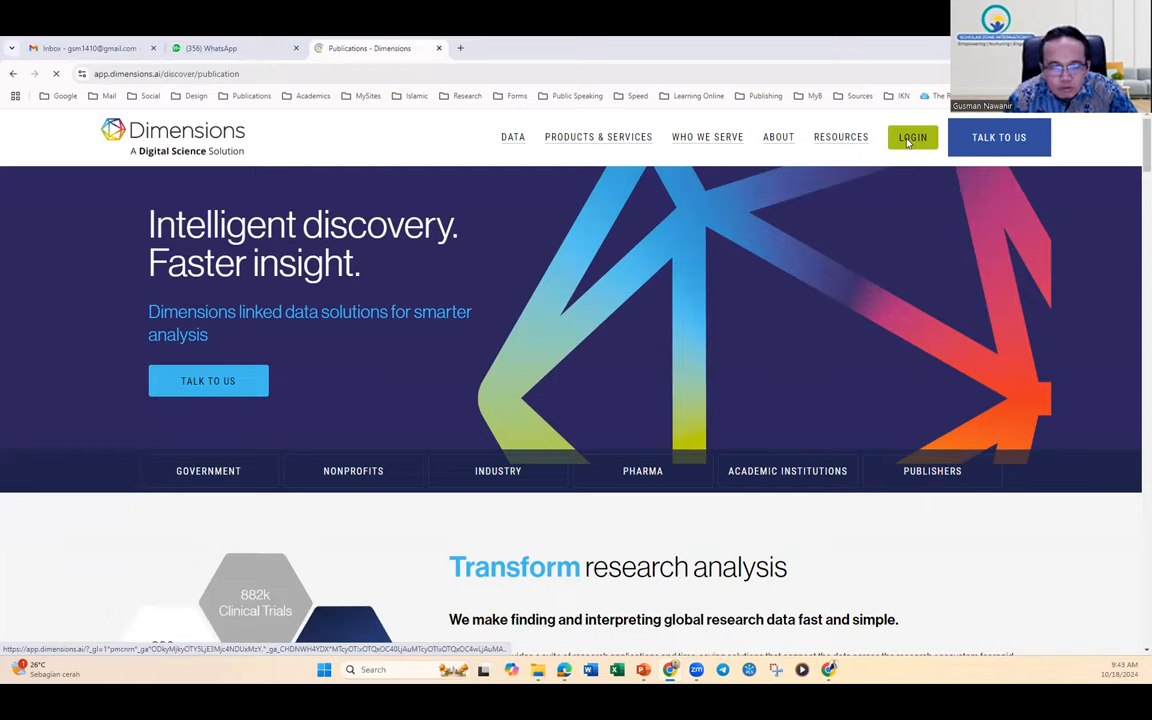 SCHOLAR ZONE INTERNATIONAL
Gusman Nawanir
Inbox - gsm1410@gmail.com
(356) WhatsApp
Publications - Dimensions
app.dimensions.ai/discover/publication
Google
Mail
Social
Design
Publications
Academics
MySites
Islamic
Research
Forms
Public Speaking
Speed
Learning Online
Publishing
MyB
Sources
IKN
The R
Dimensions
A Digital Science Solution
DATA
PRODUCTS & SERVICES
WHO WE SERVE
ABOUT
RESOURCES
LOGIN
TALK TO US
Intelligent discovery.
Faster insight.
Dimensions linked data solutions for smarter
analysis
TALK TO US
GOVERNMENT
NONPROFITS
INDUSTRY
PHARMA
ACADEMIC INSTITUTIONS
PUBLISHERS
882k
Clinical Trials
Transform research analysis
We make finding and interpreting global research data fast and simple.
26°C
Sebagian cerah
Search
9:43 AM
10/18/2024